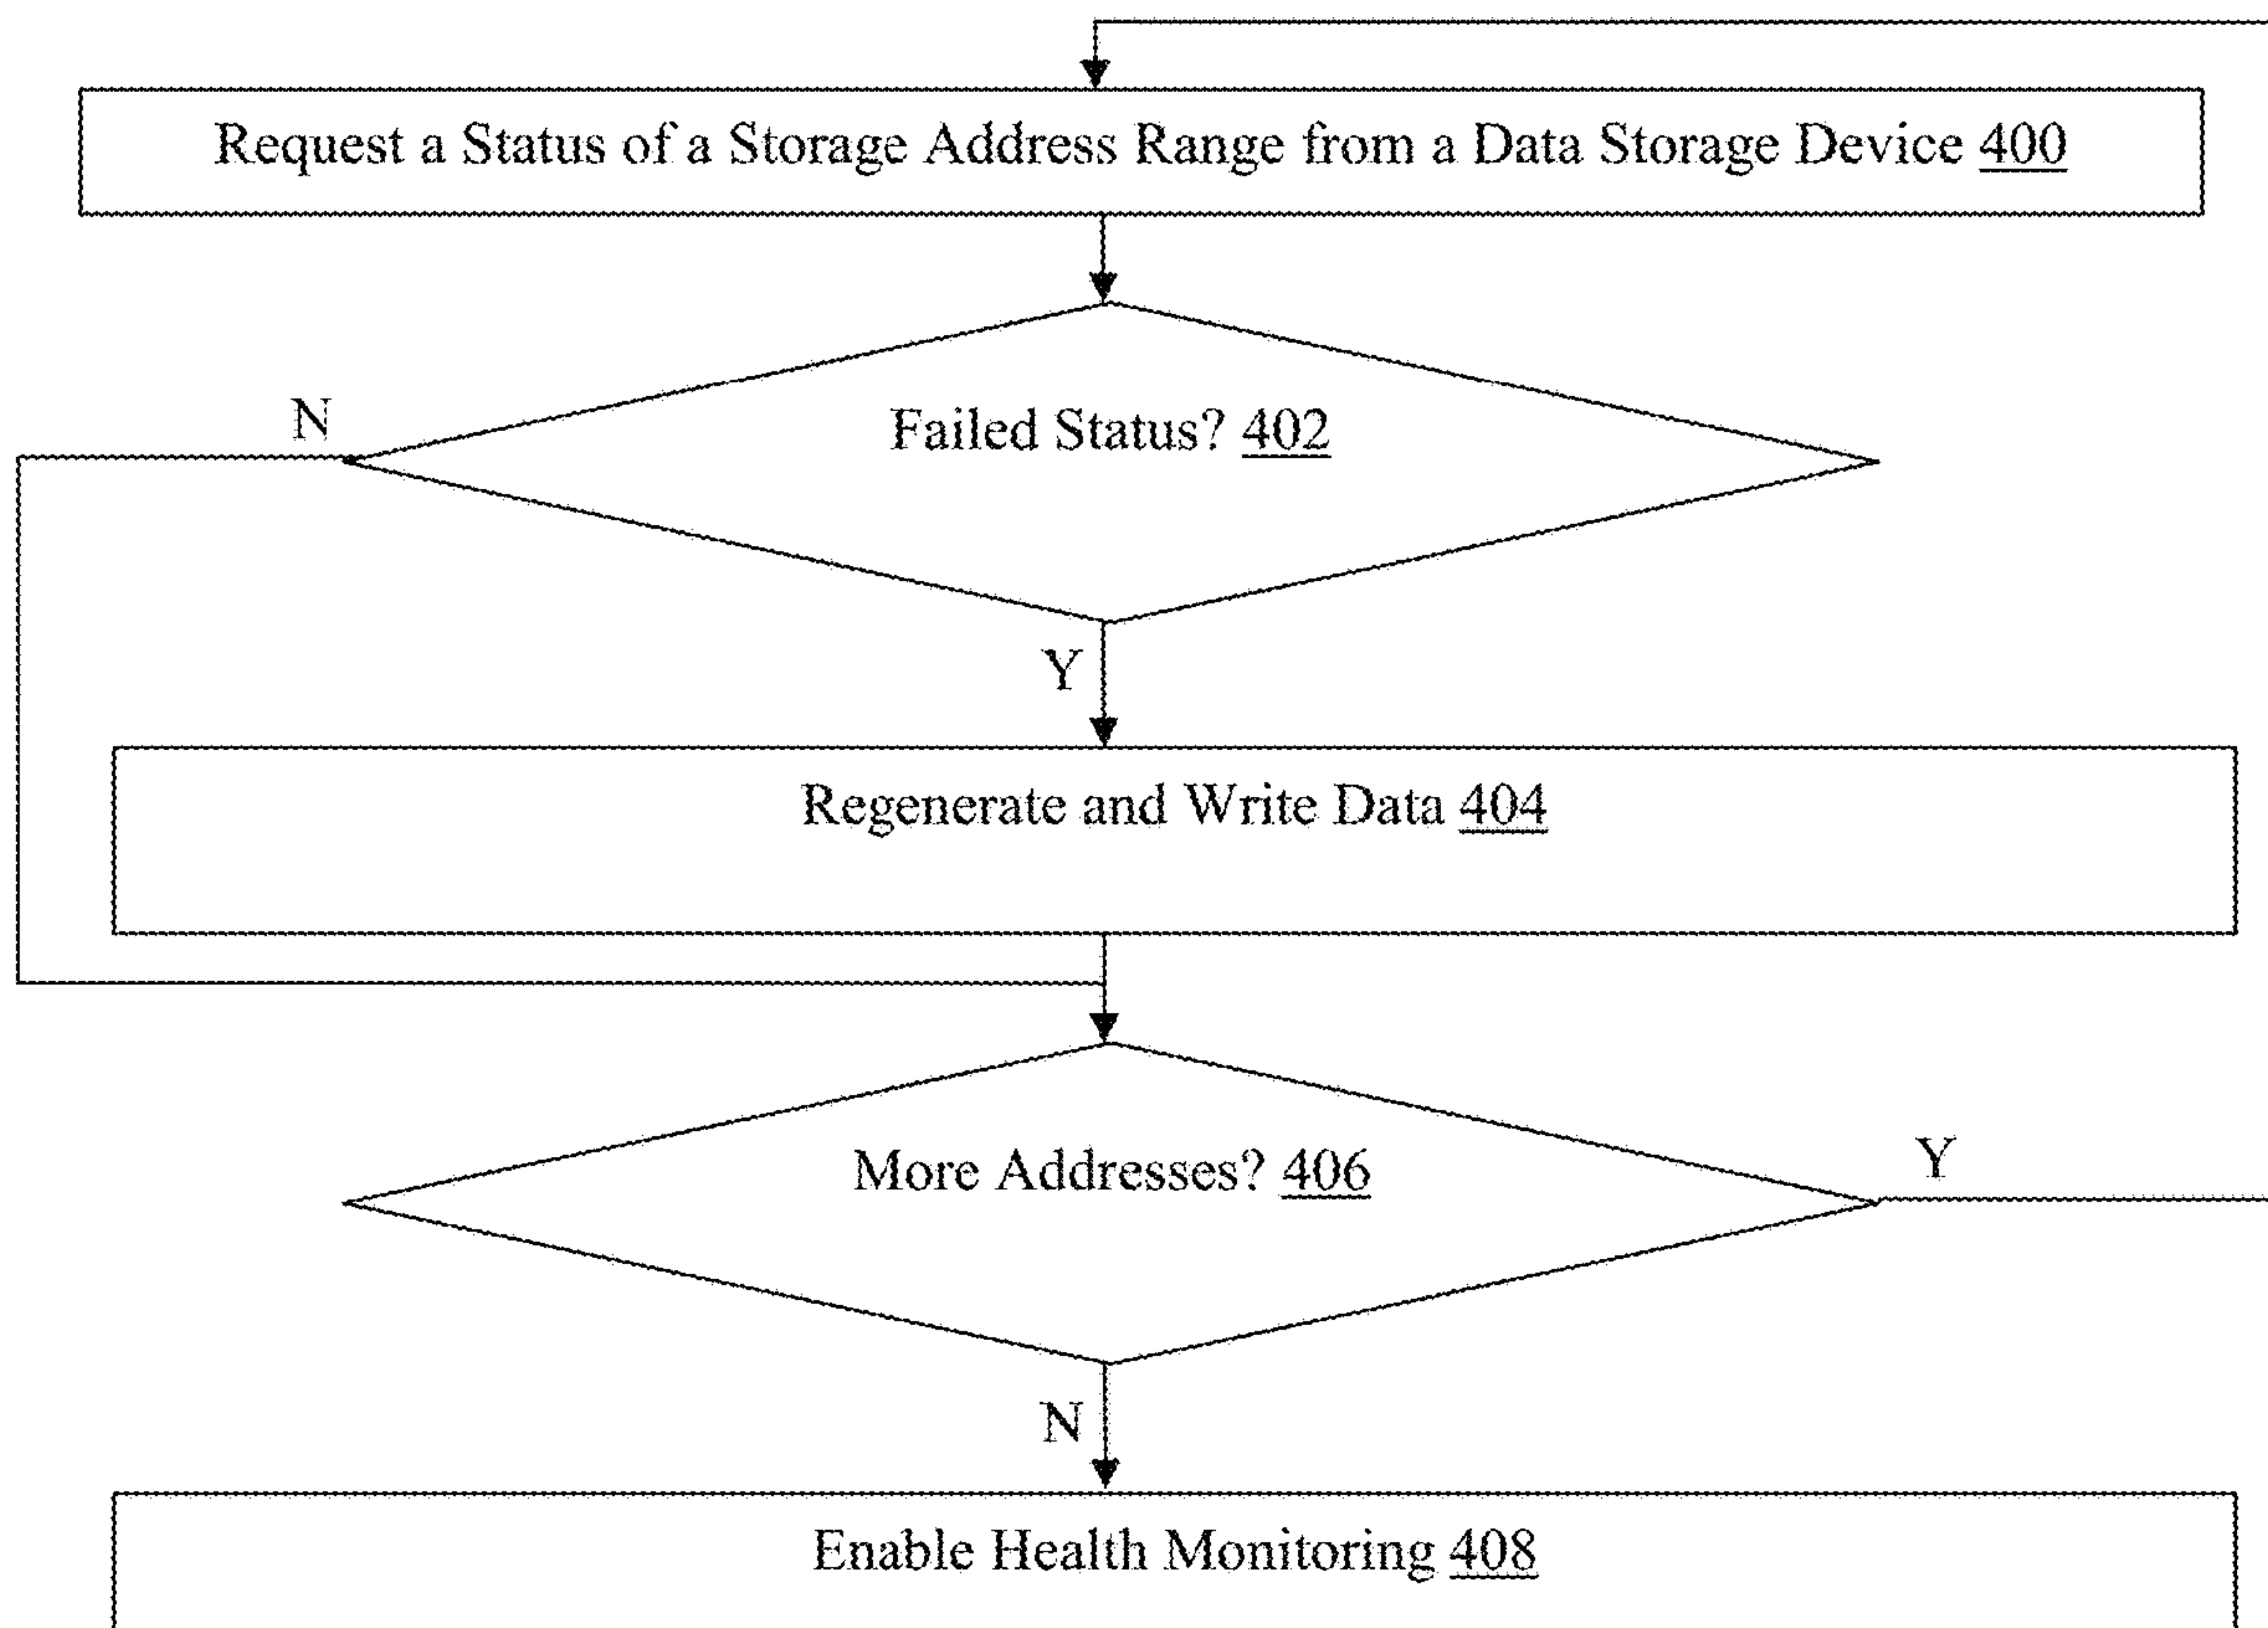 Request a Status of a Storage Address Range from a Data Storage Device 400
Failed Status? 402
N
Y
Regenerate and Write Data 404
More Addresses? 406
Y
N
Enable Health Monitoring 408